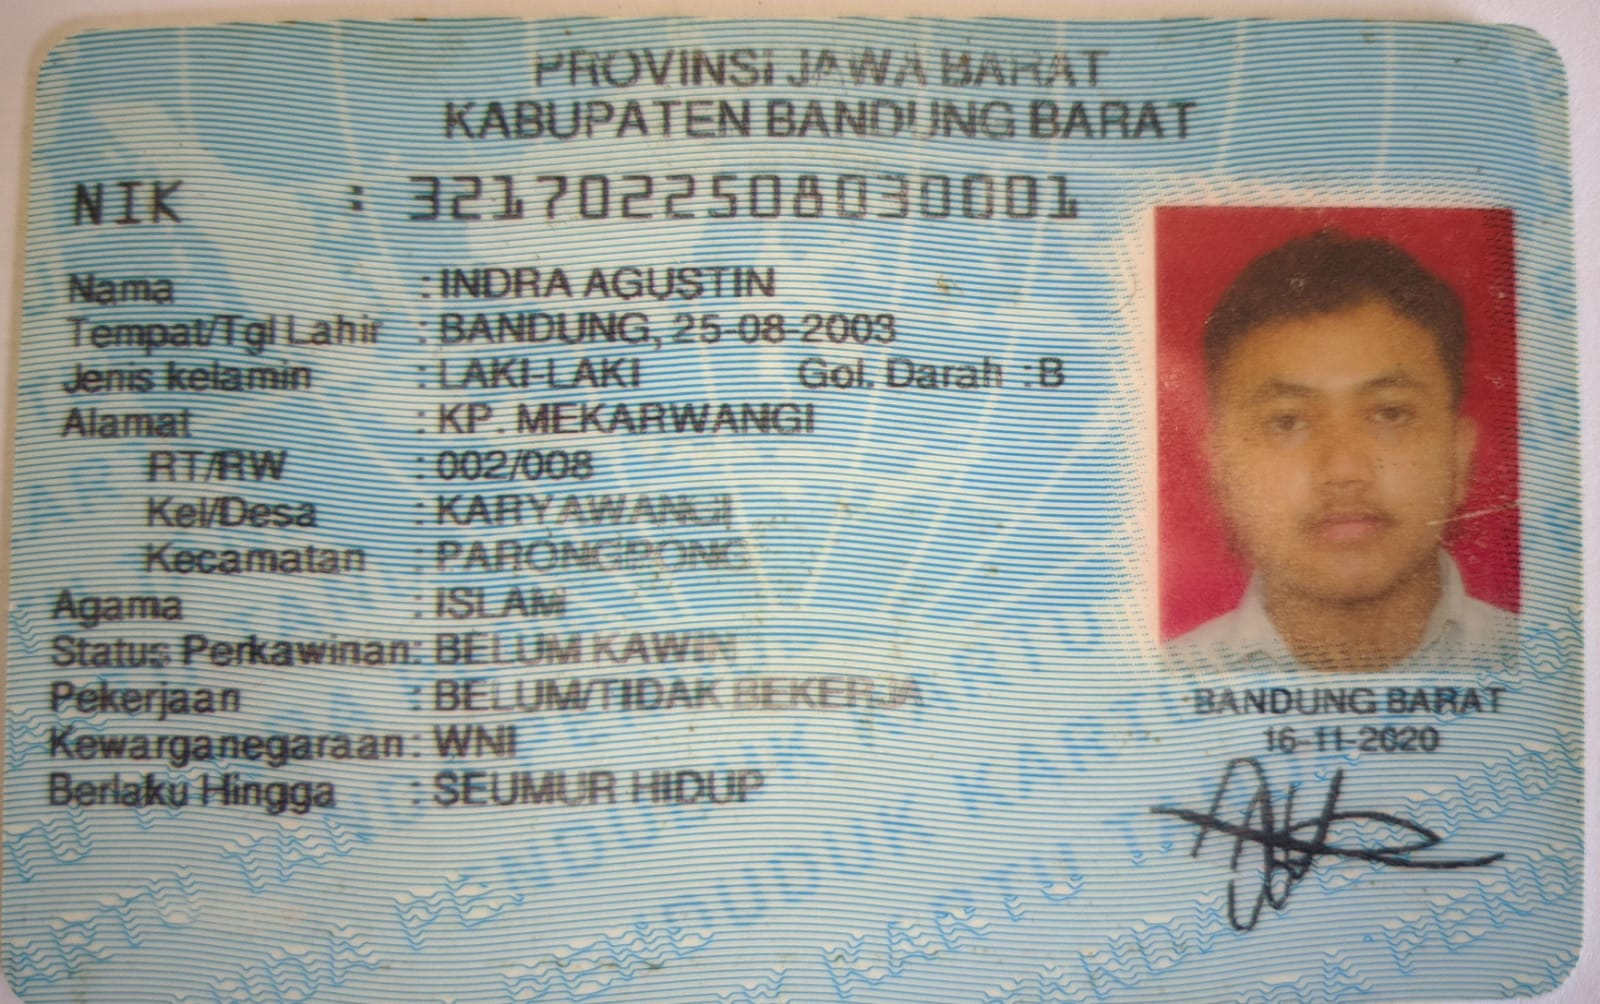 PROVINSI JAWA BARAT
KABUPATEN BANDUNG BARAT
NIK : 3217022508030001
Nama : INDRA AGUSTIN
Tempat/Tgl Lahir : BANDUNG, 25-08-2003
Jenis kelamin : LAKI-LAKI Gol. Darah : B
Alamat : KP. MEKARWANGI
RT/RW : 002/008
Kel/Desa : KARYAWANGI
Kecamatan : PARONGPONG
Agama : ISLAM
Status Perkawinan: BELUM KAWIN
Pekerjaan : BELUM/TIDAK BEKERJA
Kewarganegaraan: WNI
Berlaku Hingga : SEUMUR HIDUP
BANDUNG BARAT
16-11-2020